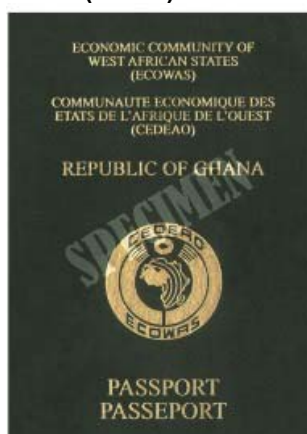 ECONOMIC COMMUNITY OF
WEST AFRICAN STATES
(ECOWAS)
COMMUNAUTE ECONOMIQUE DES
ETATS DE L'AFRIQUE DE L'OUEST
(CEDEAO)
REPUBLIC OF GHANA
SPECIMEN
CEDEAO
ECOWAS
PASSPORT
PASSEPORT